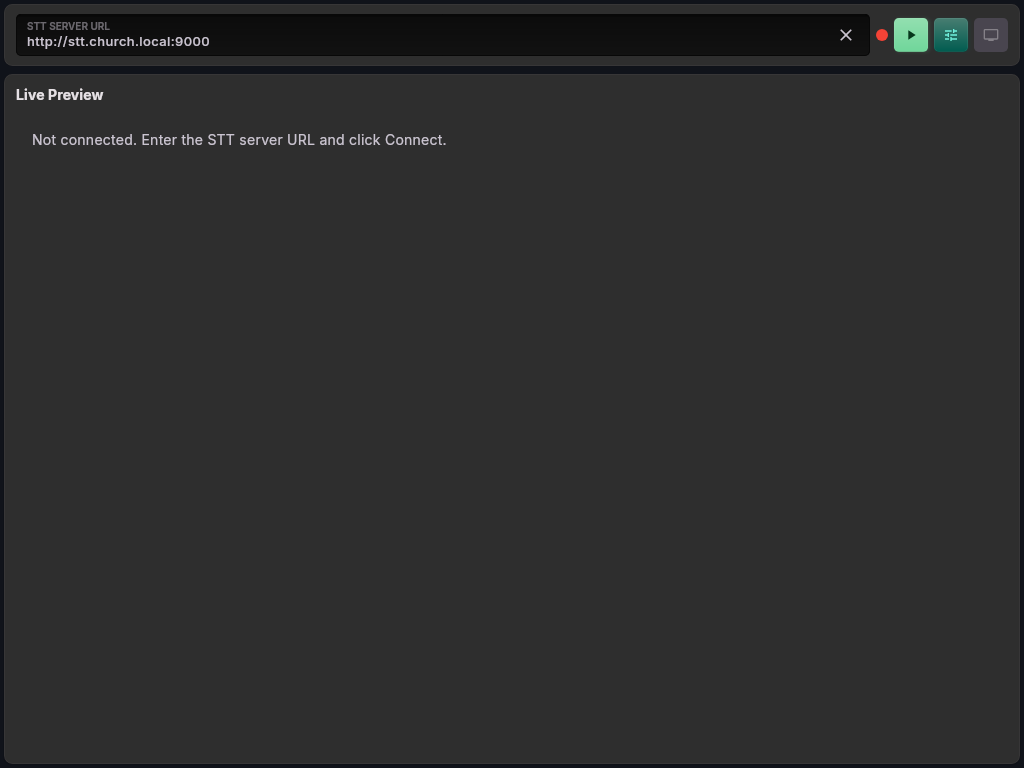 STT SERVER URL
http://stt.church.local:9000
Live Preview
Not connected. Enter the STT server URL and click Connect.